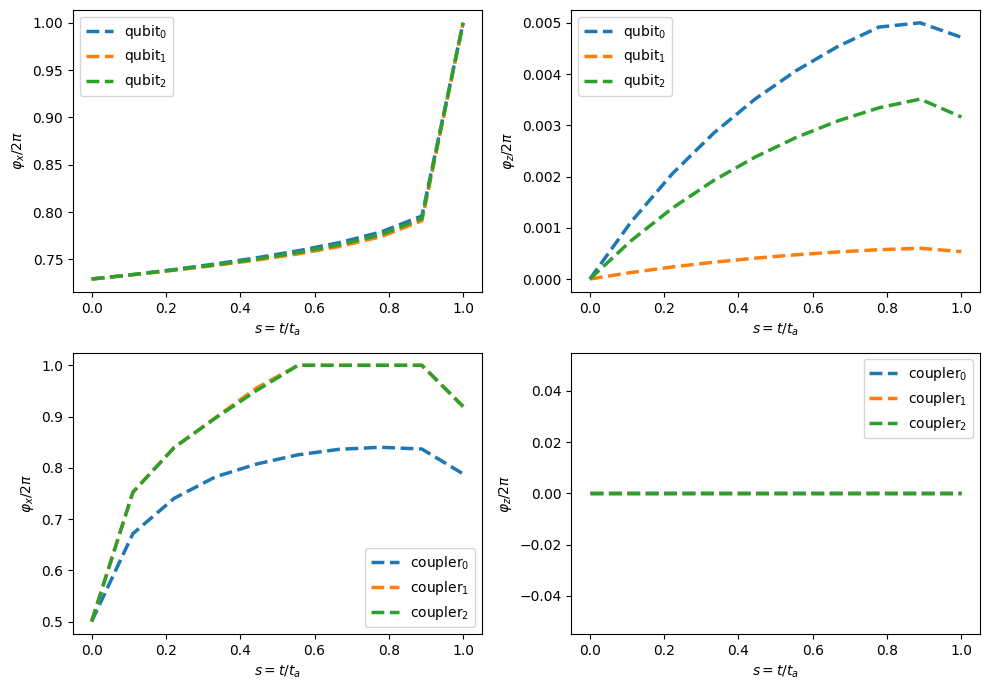 1.00
0.95
0.90
0.85
0.80
0.75
φₓ/2π
qubit₀
qubit₁
qubit₂
0.0 0.2 0.4 0.6 0.8 1.0
s = t/tₐ
0.005
0.004
0.003
0.002
0.001
0.000
φ_z/2π
qubit₀
qubit₁
qubit₂
0.0 0.2 0.4 0.6 0.8 1.0
s = t/tₐ
1.0
0.9
0.8
0.7
0.6
0.5
φₓ/2π
coupler₀
coupler₁
coupler₂
0.0 0.2 0.4 0.6 0.8 1.0
s = t/tₐ
0.04
0.02
0.00
−0.02
−0.04
φ_z/2π
coupler₀
coupler₁
coupler₂
0.0 0.2 0.4 0.6 0.8 1.0
s = t/tₐ